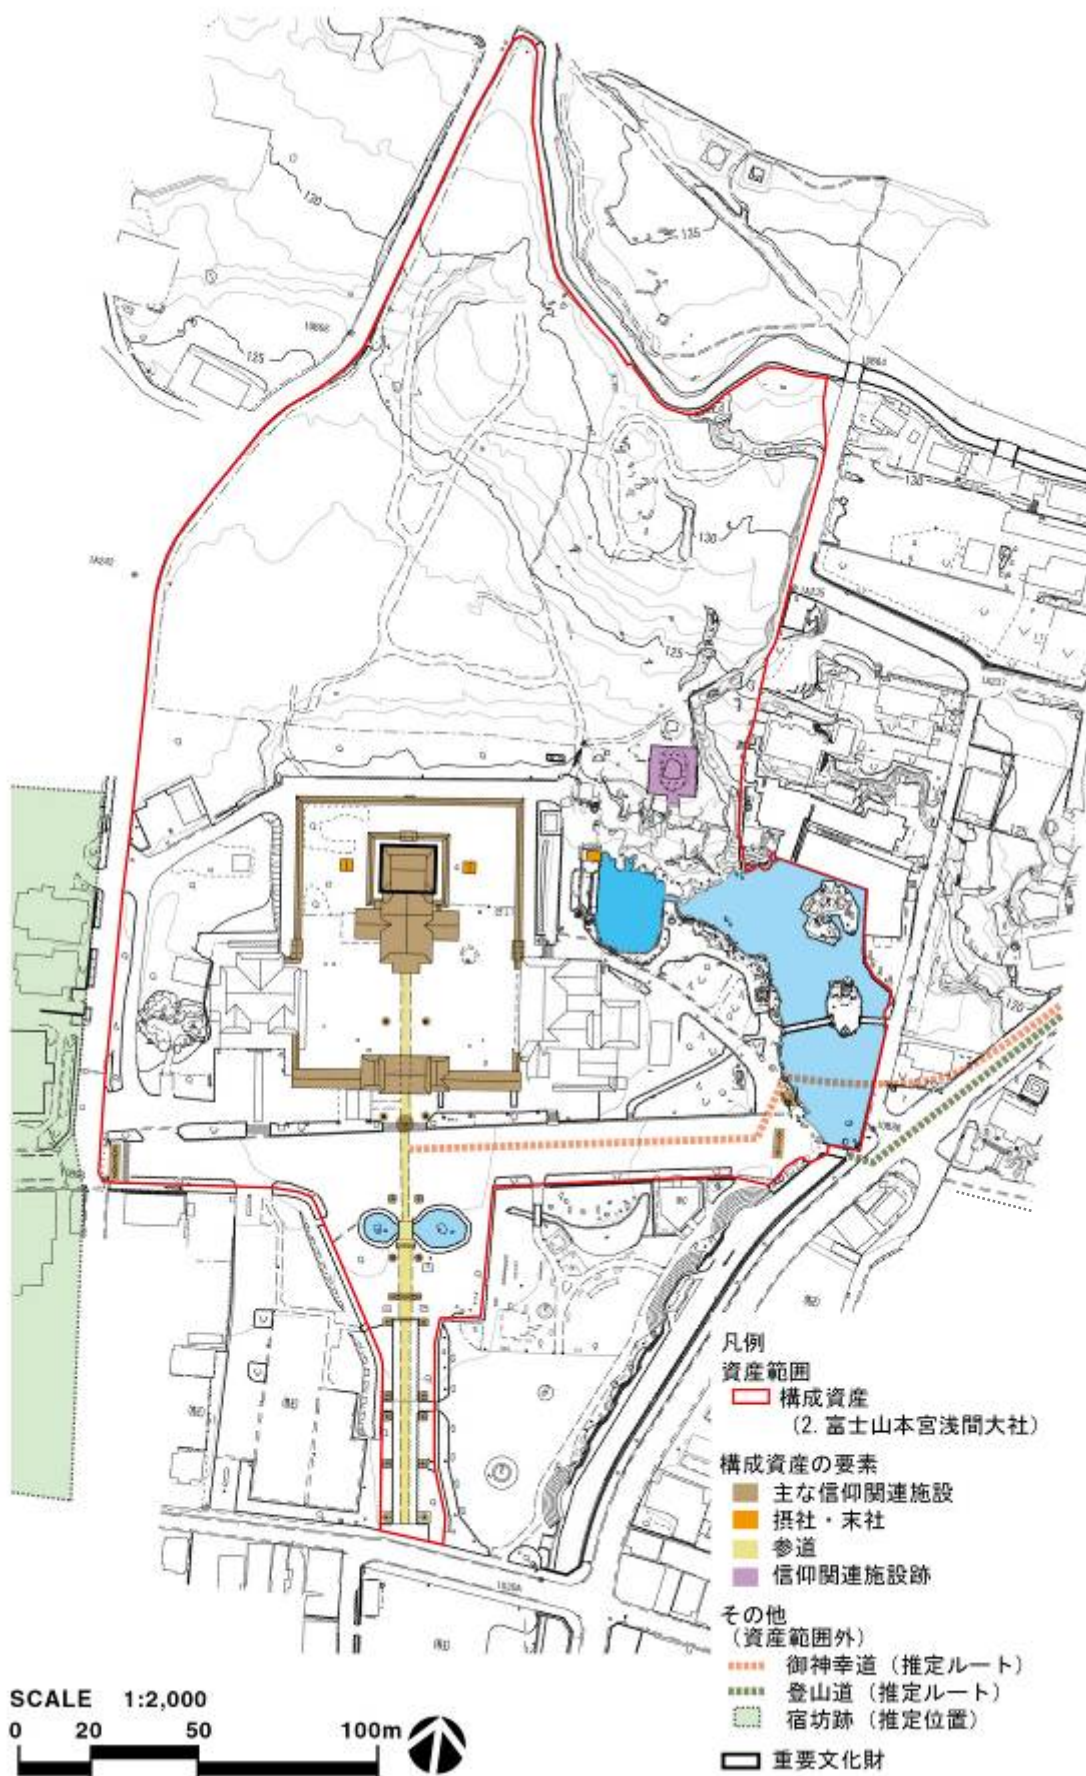 130
135
125
130
125
120
凡例
資産範囲
構成資産
(2. 富士山本宮浅間大社)
構成資産の要素
主な信仰関連施設
摂社・末社
参道
信仰関連施設跡
その他
(資産範囲外)
御神幸道(推定ルート)
登山道(推定ルート)
宿坊跡(推定位置)
重要文化財
SCALE 1:2,000
0 20 50 100m